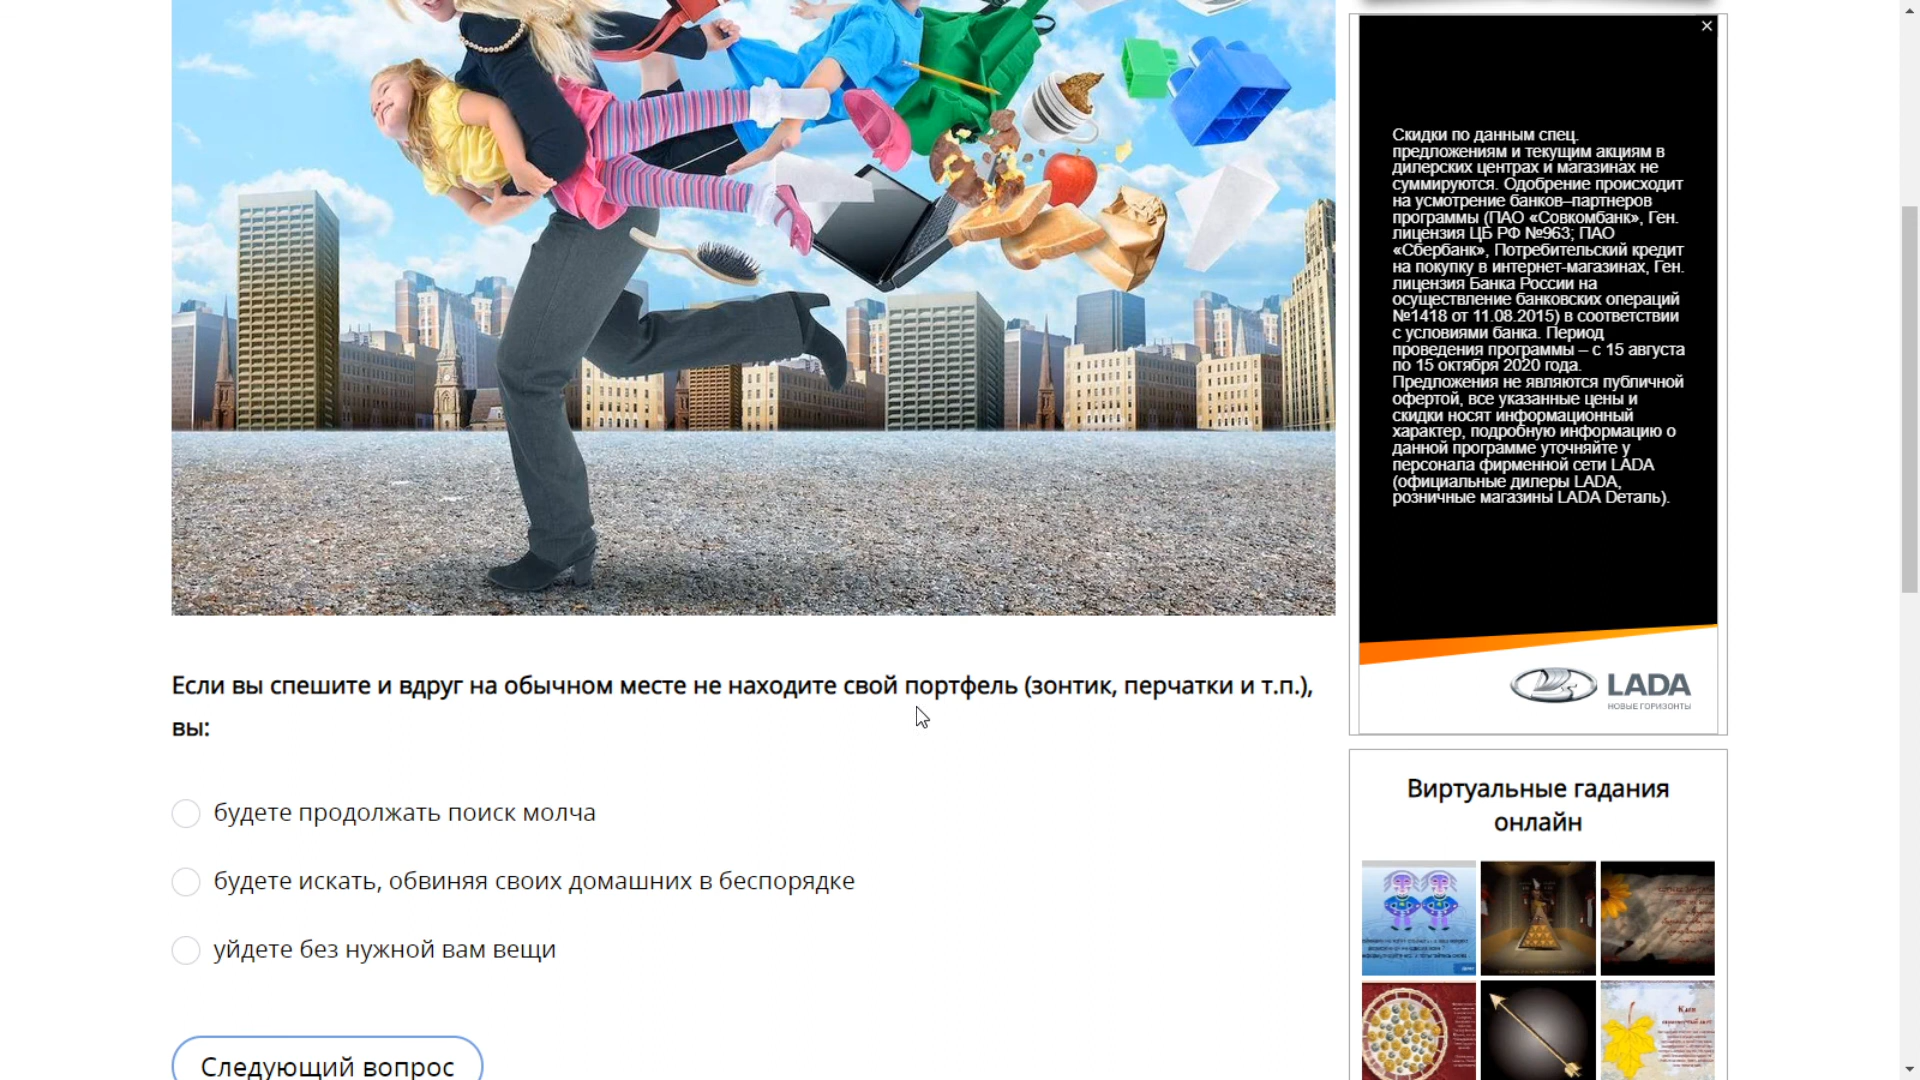 Скидки по данным спец.
предложениям и текущим акциям в
дилерских центрах и магазинах не
суммируются. Одобрение происходит
на усмотрение банков–партнеров
программы (ПАО «Совкомбанк», Ген.
лицензия ЦБ РФ №963; ПАО
«Сбербанк», Потребительский кредит
на покупку в интернет-магазинах, Ген.
лицензия Банка России на
осуществление банковских операций
№1418 от 11.08.2015) в соответствии
с условиями банка. Период
проведения программы – с 15 августа
по 15 октября 2020 года.
Предложения не являются публичной
офертой, все указанные цены и
скидки носят информационный
характер, подробную информацию о
данной программе уточняйте у
персонала фирменной сети LADA
(официальные дилеры LADA,
розничные магазины LADA Dеталь).
LADA
НОВЫЕ ГОРИЗОНТЫ
Если вы спешите и вдруг на обычном месте не находите свой портфель (зонтик, перчатки и т.п.),
вы:
будете продолжать поиск молча
будете искать, обвиняя своих домашних в беспорядке
уйдете без нужной вам вещи
Следующий вопрос
Виртуальные гадания
онлайн